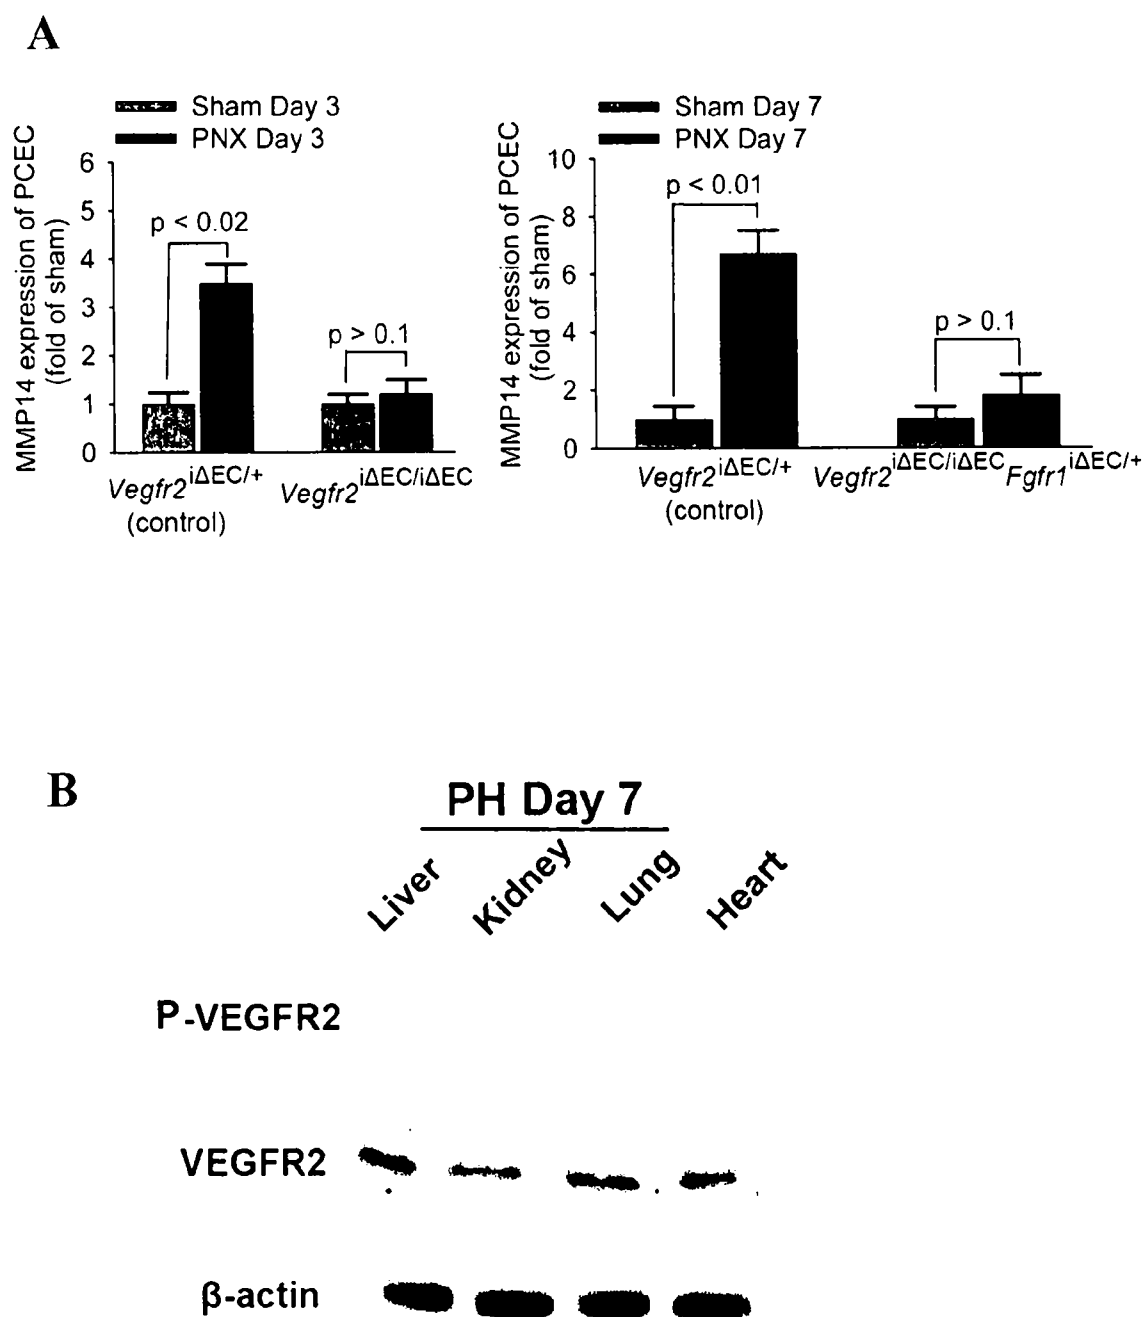 A
Sham Day 3
PNX Day 3
MMP14 expression of PCEC
(fold of sham)
6
5
4
3
2
1
0
p < 0.02
p > 0.1
Vegfr2iΔEC/+
(control)
Vegfr2iΔEC/iΔEC
Sham Day 7
PNX Day 7
MMP14 expression of PCEC
(fold of sham)
10
8
6
4
2
0
p < 0.01
p > 0.1
Vegfr2iΔEC/+
(control)
Vegfr2iΔEC/iΔECFgfr1iΔEC/+
B
PH Day 7
Liver
Kidney
Lung
Heart
P-VEGFR2
VEGFR2
β-actin